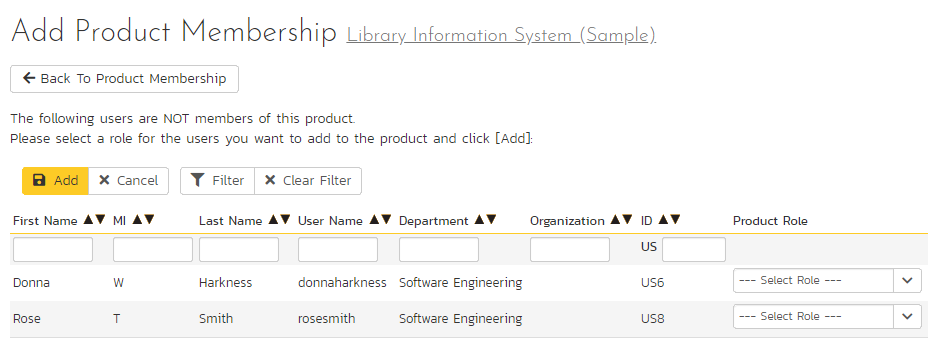 Add Product Membership Library Information System (Sample)
Back To Product Membership
The following users are NOT members of this product.
Please select a role for the users you want to add to the product and click [Add]:
Add Cancel Filter Clear Filter
First Name MI Last Name User Name Department Organization ID Product Role
US
Donna W Harkness donnaharkness Software Engineering US6 --- Select Role ---
Rose T Smith rosesmith Software Engineering US8 --- Select Role ---